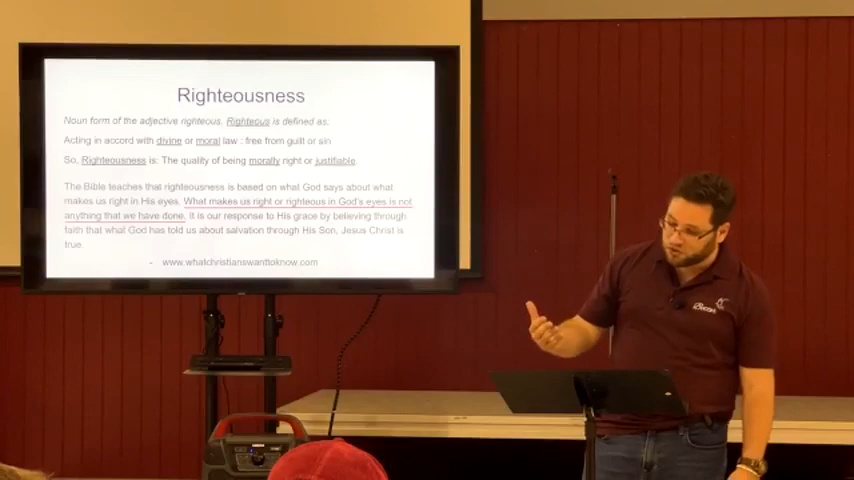 Righteousness
Noun form of the adjective righteous. Righteous is defined as:
Acting in accord with divine or moral law : free from guilt or sin
So, Righteousness is: The quality of being morally right or justifiable.
The Bible teaches that righteousness is based on what God says about what
makes us right in His eyes. What makes us right or righteous in God's eyes is not
anything that we have done. It is our response to His grace by believing through
faith that what God has told us about salvation through His Son, Jesus Christ is
true.
- www.whatchristianswanttoknow.com